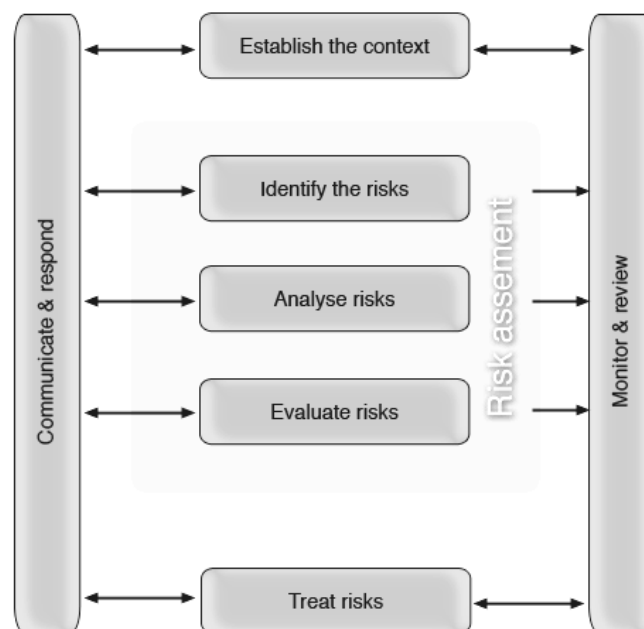 Establish the context
Identify the risks
Analyse risks
Evaluate risks
Treat risks
Communicate & respond
Risk assement
Monitor & review